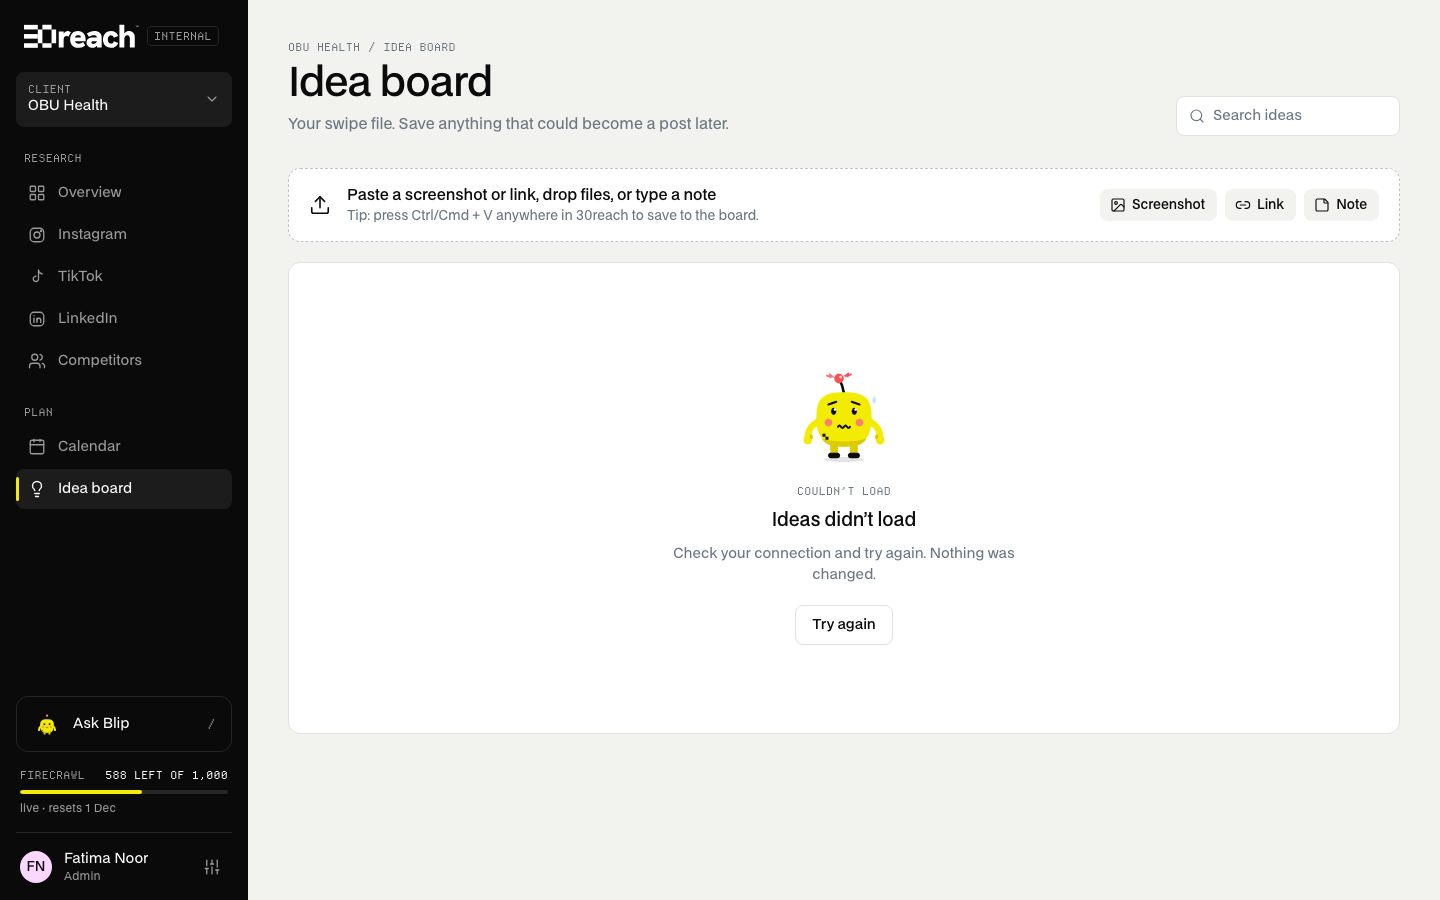 30reach INTERNAL
CLIENT
OBU Health
RESEARCH
Overview
Instagram
TikTok
LinkedIn
Competitors
PLAN
Calendar
Idea board
Ask Blip /
FIRECRAWL 588 LEFT OF 1,000
live · resets 1 Dec
FN Fatima Noor
Admin
OBU HEALTH / IDEA BOARD
Idea board
Your swipe file. Save anything that could become a post later.
Search ideas
Paste a screenshot or link, drop files, or type a note
Tip: press Ctrl/Cmd + V anywhere in 30reach to save to the board.
Screenshot Link Note
COULDN'T LOAD
Ideas didn't load
Check your connection and try again. Nothing was
changed.
Try again